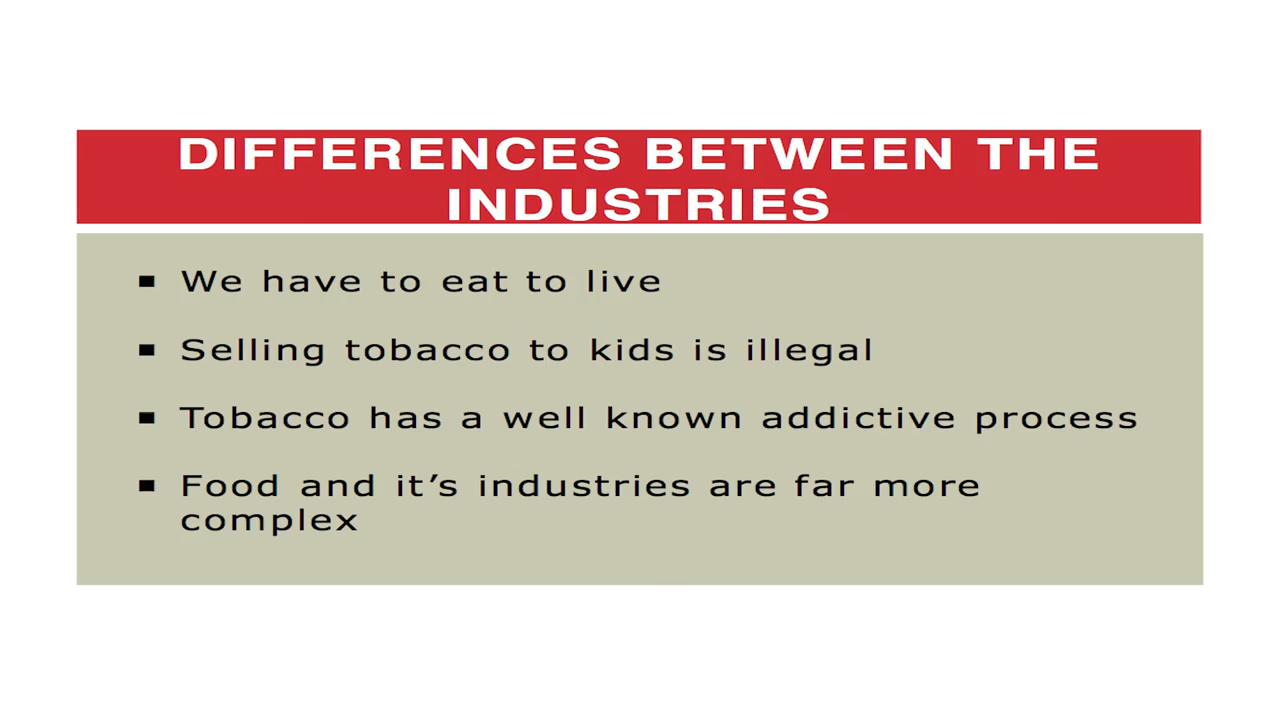 DIFFERENCES BETWEEN THE
INDUSTRIES
▪ We have to eat to live
▪ Selling tobacco to kids is illegal
▪ Tobacco has a well known addictive process
▪ Food and it’s industries are far more
complex